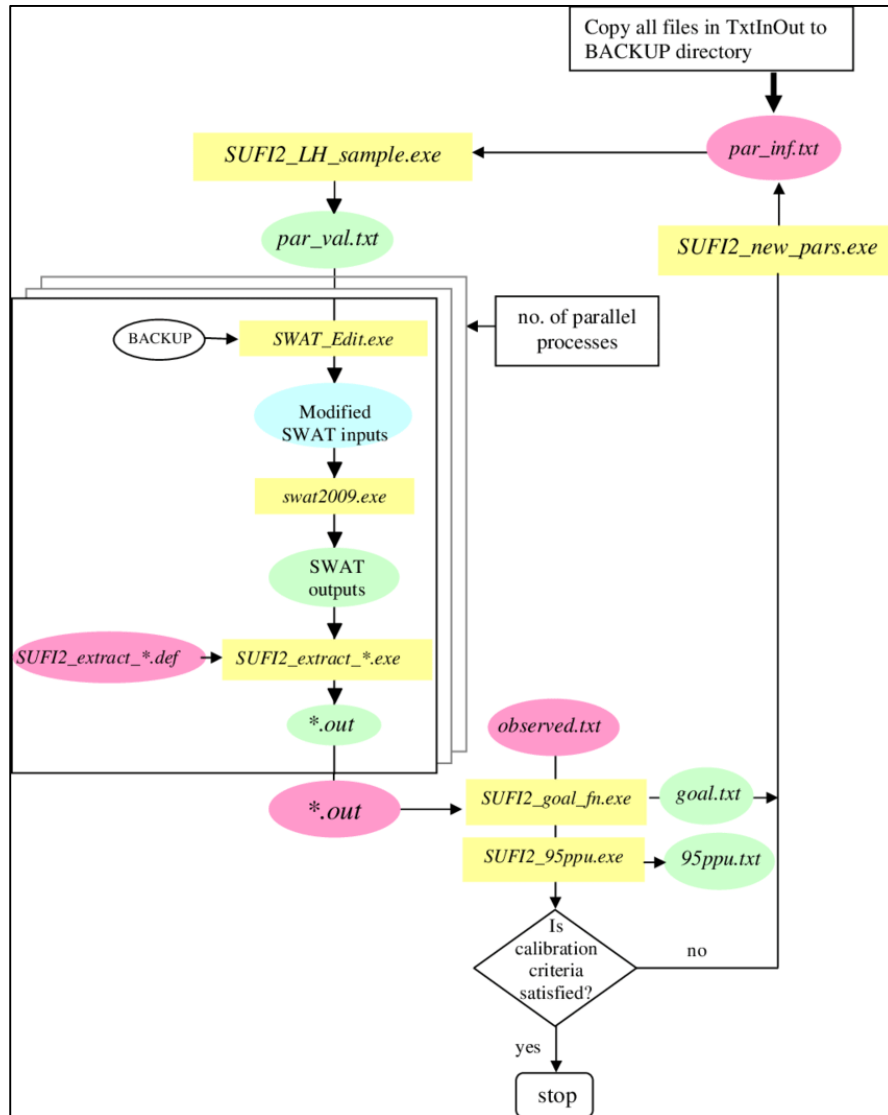 Copy all files in TxtInOut to
BACKUP directory
par_inf.txt
SUFI2_LH_sample.exe
par_val.txt
SUFI2_new_pars.exe
no. of parallel
processes
BACKUP
SWAT_Edit.exe
Modified
SWAT inputs
swat2009.exe
SWAT
outputs
SUFI2_extract_*.def
SUFI2_extract_*.exe
*.out
*.out
observed.txt
SUFI2_goal_fn.exe
goal.txt
SUFI2_95ppu.exe
95ppu.txt
Is
calibration
criteria
satisfied?
no
yes
stop